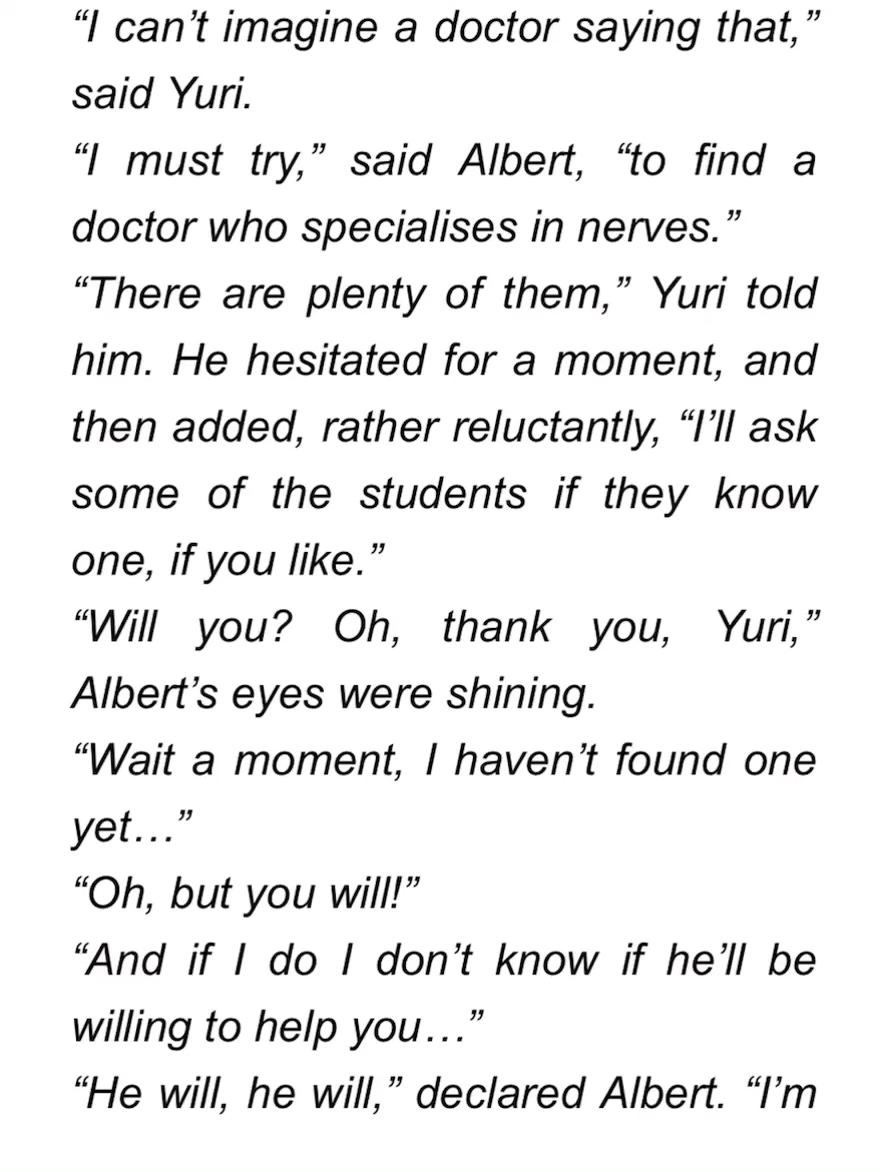 “I can’t imagine a doctor saying that,”
said Yuri.
“I must try,” said Albert, “to find a
doctor who specialises in nerves.”
“There are plenty of them,” Yuri told
him. He hesitated for a moment, and
then added, rather reluctantly, “I’ll ask
some of the students if they know
one, if you like.”
“Will you? Oh, thank you, Yuri,”
Albert’s eyes were shining.
“Wait a moment, I haven’t found one
yet…”
“Oh, but you will!”
“And if I do I don’t know if he’ll be
willing to help you…”
“He will, he will,” declared Albert. “I’m